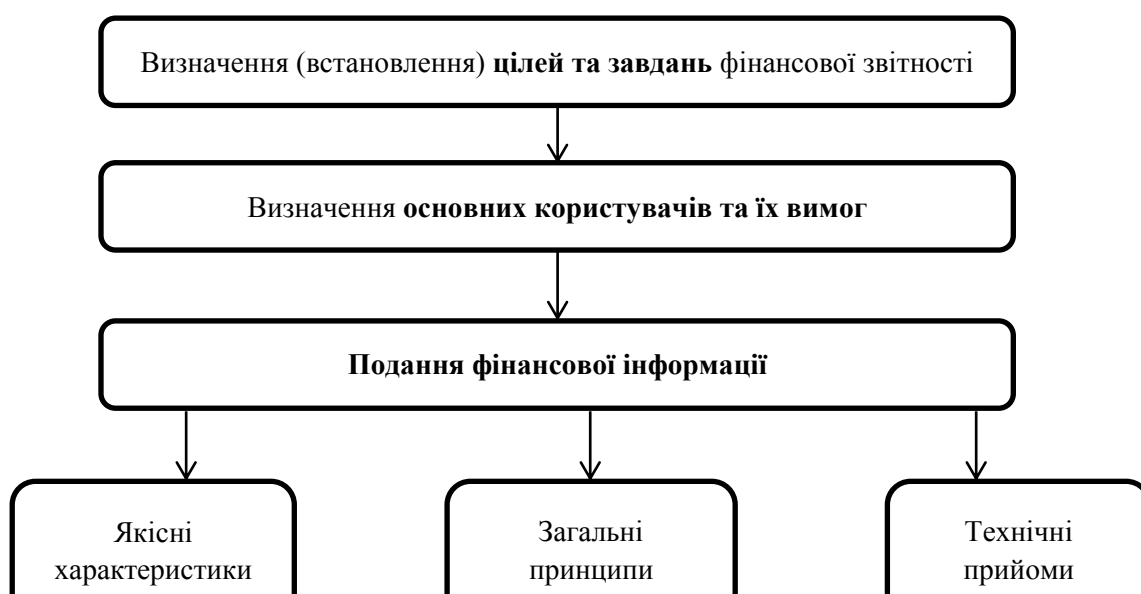 Визначення (встановлення) цілей та завдань фінансової звітності
Визначення основних користувачів та їх вимог
Подання фінансової інформації
Якісні
характеристики
Загальні
принципи
Технічні
прийоми